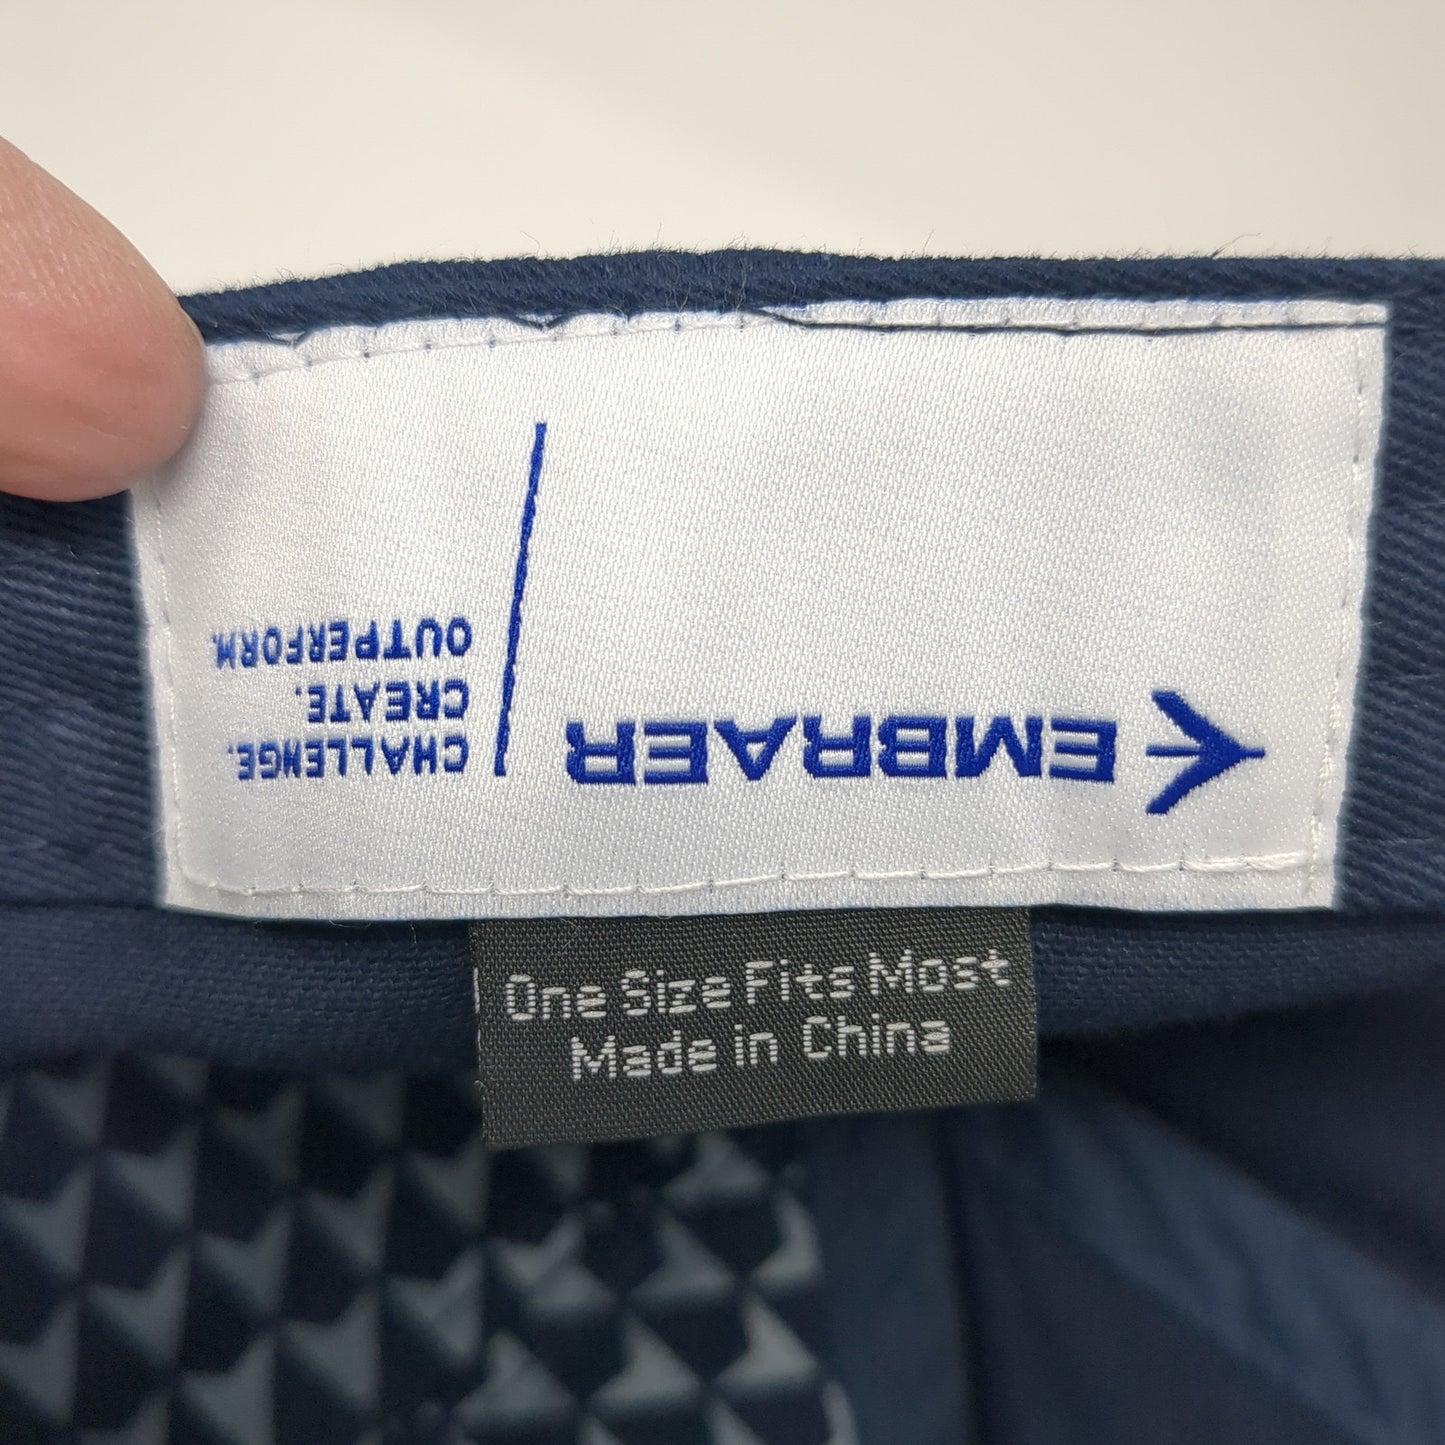 EMBRAER
CHALLENGE.
CREATE.
OUTPERFORM.
One Size Fits Most
Made in China